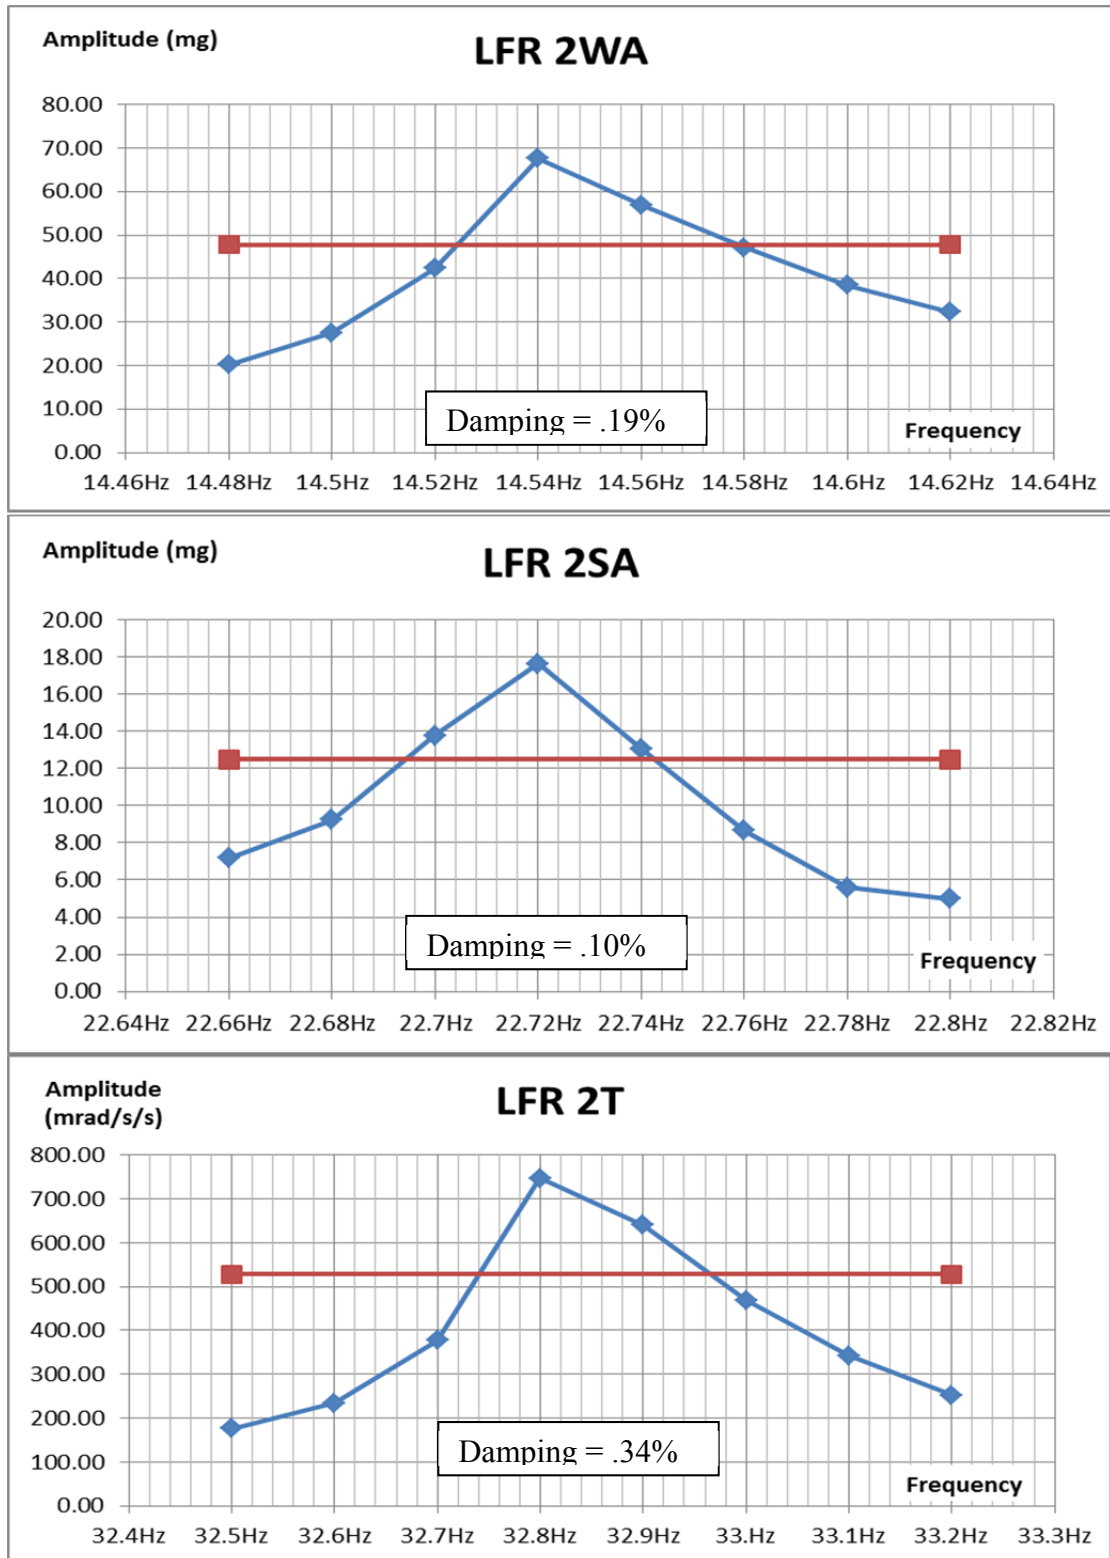 Amplitude (mg)
LFR 2WA
80.00
70.00
60.00
50.00
40.00
30.00
20.00
10.00
0.00
Damping = .19%
Frequency
14.46Hz 14.48Hz 14.5Hz 14.52Hz 14.54Hz 14.56Hz 14.58Hz 14.6Hz 14.62Hz 14.64Hz
Amplitude (mg)
LFR 2SA
20.00
18.00
16.00
14.00
12.00
10.00
8.00
6.00
4.00
2.00
0.00
Damping = .10%
Frequency
22.64Hz 22.66Hz 22.68Hz 22.7Hz 22.72Hz 22.74Hz 22.76Hz 22.78Hz 22.8Hz 22.82Hz
Amplitude
(mrad/s/s)
LFR 2T
800.00
700.00
600.00
500.00
400.00
300.00
200.00
100.00
0.00
Damping = .34%
Frequency
32.4Hz 32.5Hz 32.6Hz 32.7Hz 32.8Hz 32.9Hz 33.Hz 33.1Hz 33.2Hz 33.3Hz